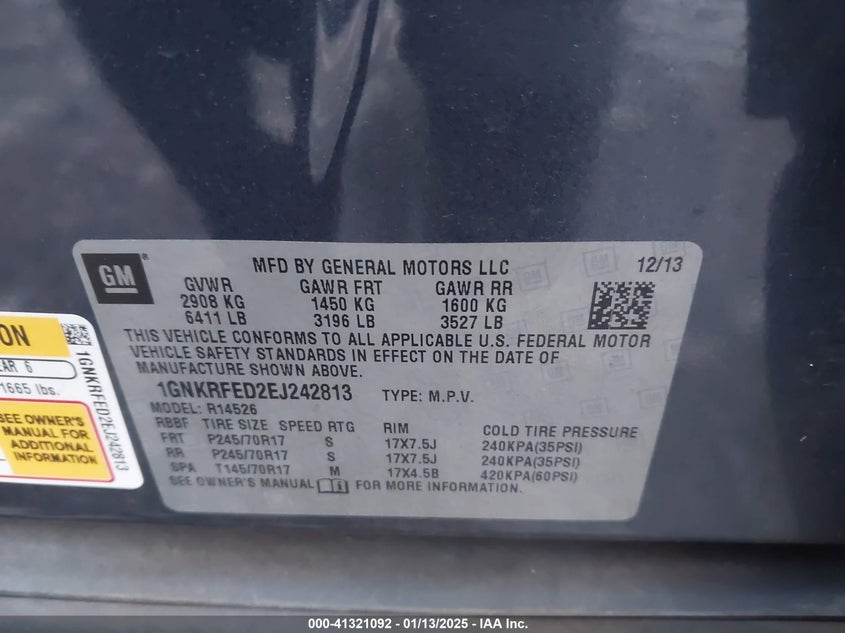 GM
MFD BY GENERAL MOTORS LLC 12/13
GVWR GAWR FRT GAWR RR
2908 KG 1450 KG 1600 KG
6411 LB 3196 LB 3527 LB
THIS VEHICLE CONFORMS TO ALL APPLICABLE U.S. FEDERAL MOTOR
VEHICLE SAFETY STANDARDS IN EFFECT ON THE DATE OF
MANUFACTURE SHOWN ABOVE.
1GNKRFED2EJ242813 TYPE: M.P.V.
MODEL: R14526
RBBF TIRE SIZE SPEED RTG RIM COLD TIRE PRESSURE
FRT P245/70R17 S 17X7.5J 240KPA(35PSI)
RR P245/70R17 S 17X7.5J 240KPA(35PSI)
SPA T145/70R17 M 17X4.5B 420KPA(60PSI)
SEE OWNER'S MANUAL FOR MORE INFORMATION.
ON
EAR 6
1665 lbs.
SEE OWNER'S
MANUAL FOR
ADDITIONAL
INFORMATION
1GNKRFED2EJ242813
000-41321092 - 01/13/2025 - IAA Inc.